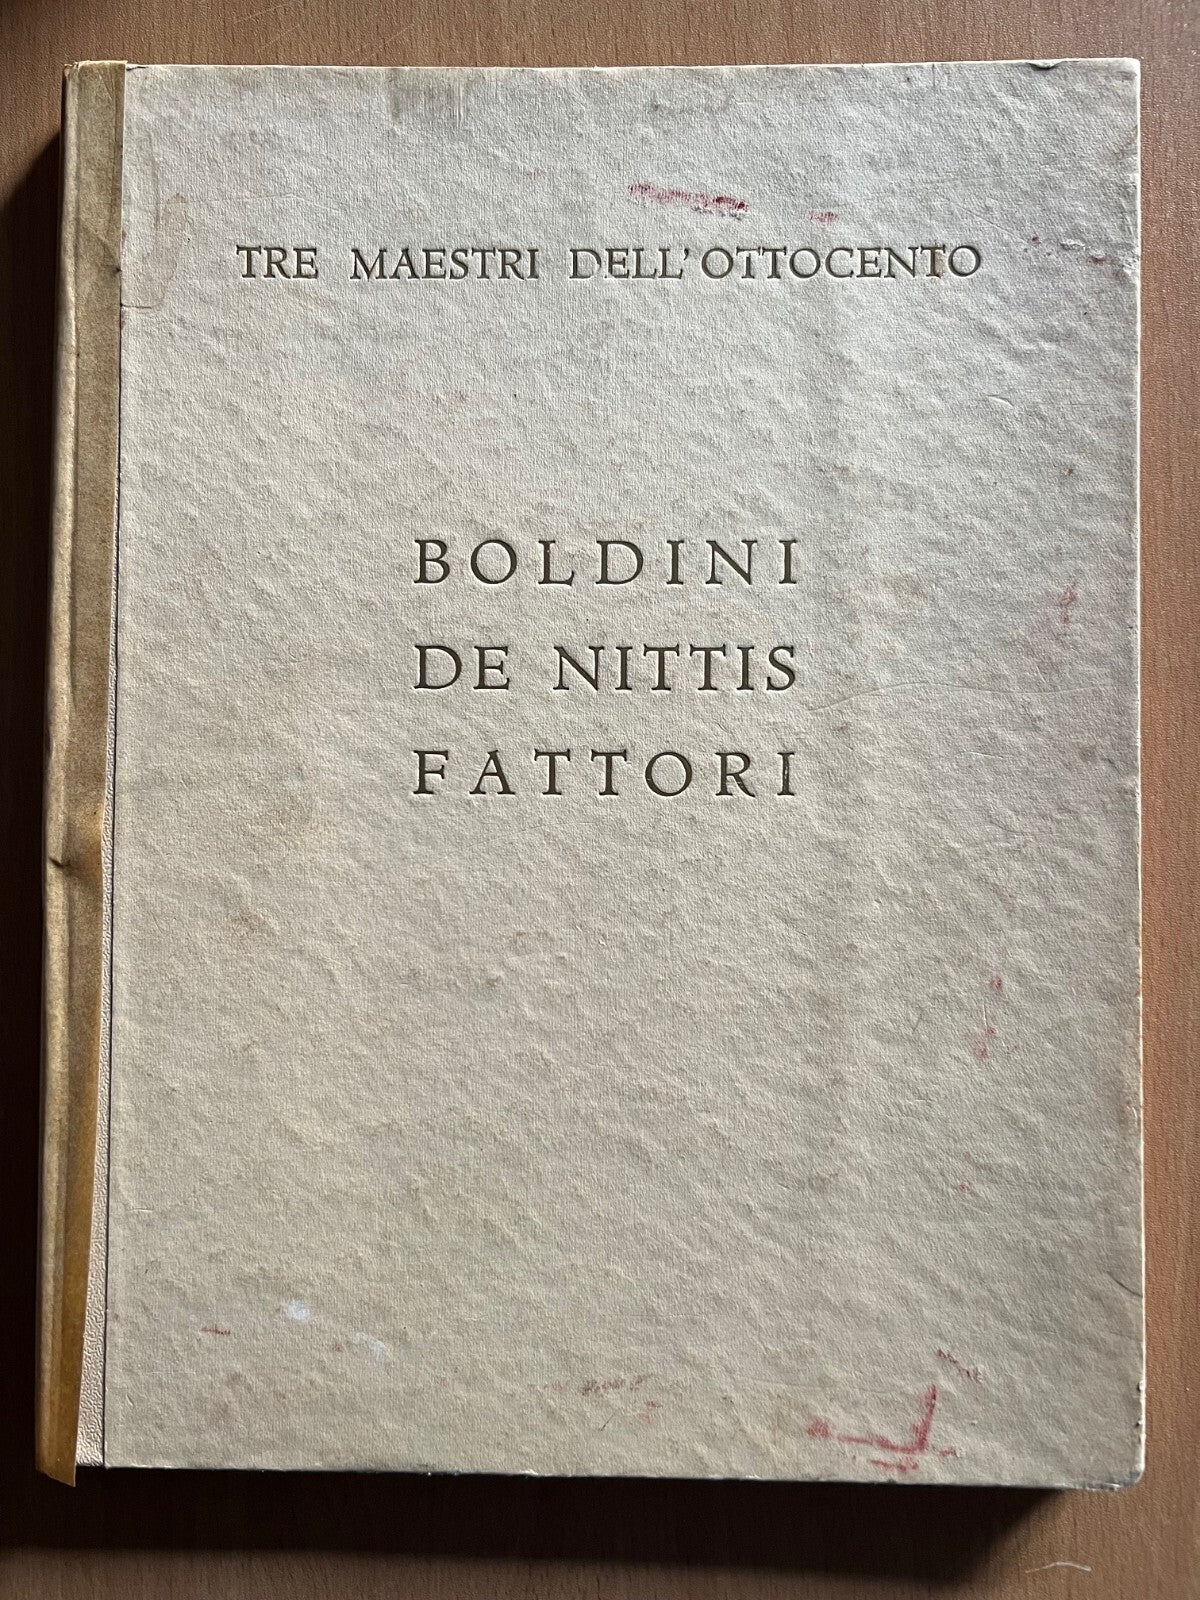 TRE MAESTRI DELL'OTTOCENTO
BOLDINI
DE NITTIS
FATTORI